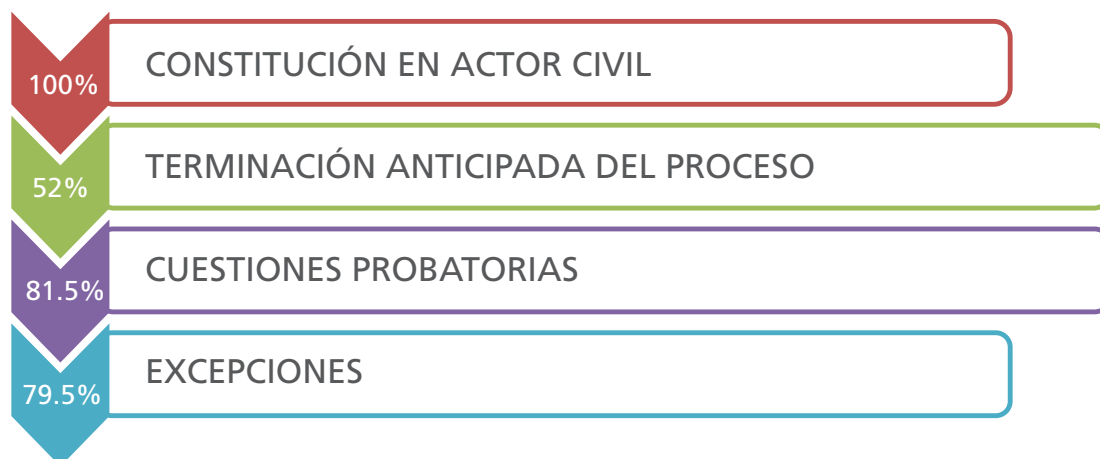 100% CONSTITUCIÓN EN ACTOR CIVIL
52% TERMINACIÓN ANTICIPADA DEL PROCESO
81.5% CUESTIONES PROBATORIAS
79.5% EXCEPCIONES